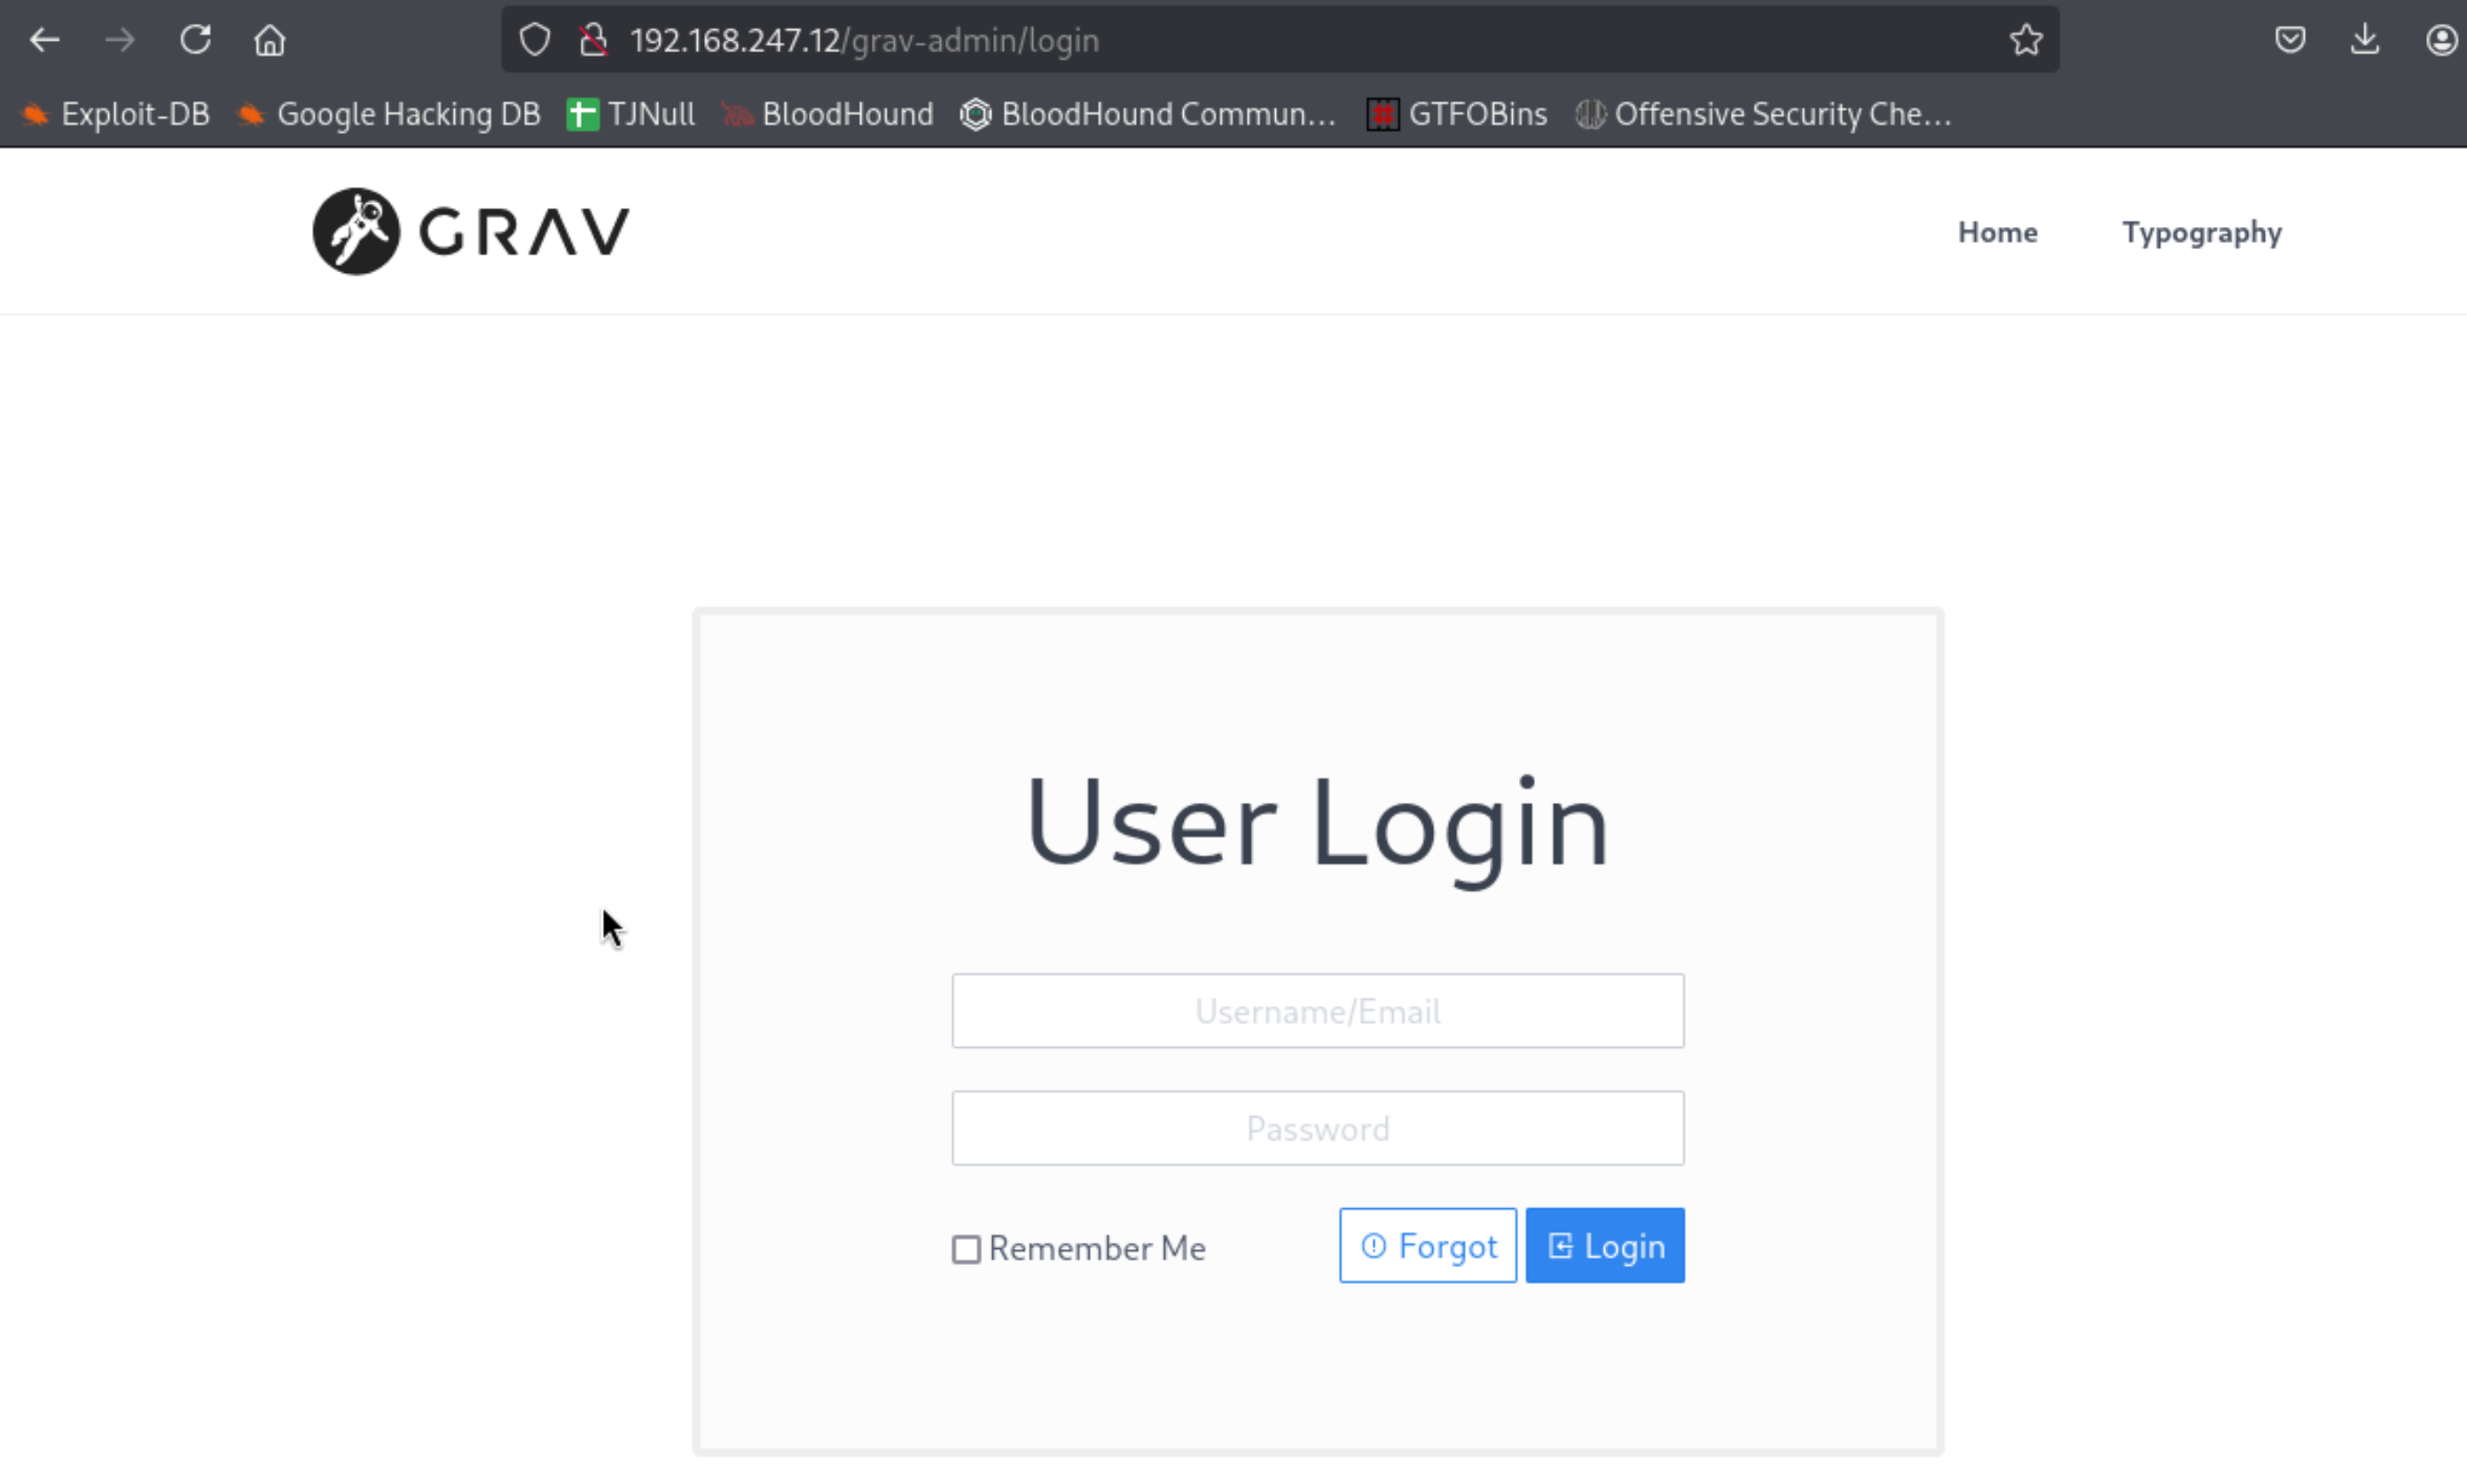 192.168.247.12/grav-admin/login
Exploit-DB Google Hacking DB TJNull BloodHound BloodHound Commun... GTFOBins Offensive Security Che...
GRAV Home Typography
User Login
Username/Email
Password
Remember Me Forgot Login